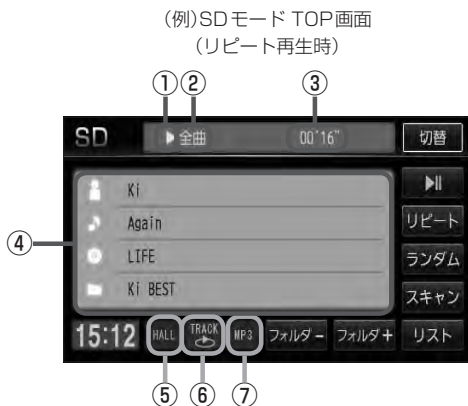 (例)SDモード TOP画面
(リピート再生時)
① ② ③
SD ▶ 全曲 00'16" 切替
Ki
Again
LIFE
Ki BEST
④
▶II
リピート
ランダム
スキャン
15:12 HALL TRACK MP3 フォルダ− フォルダ+ リスト
⑤ ⑥ ⑦